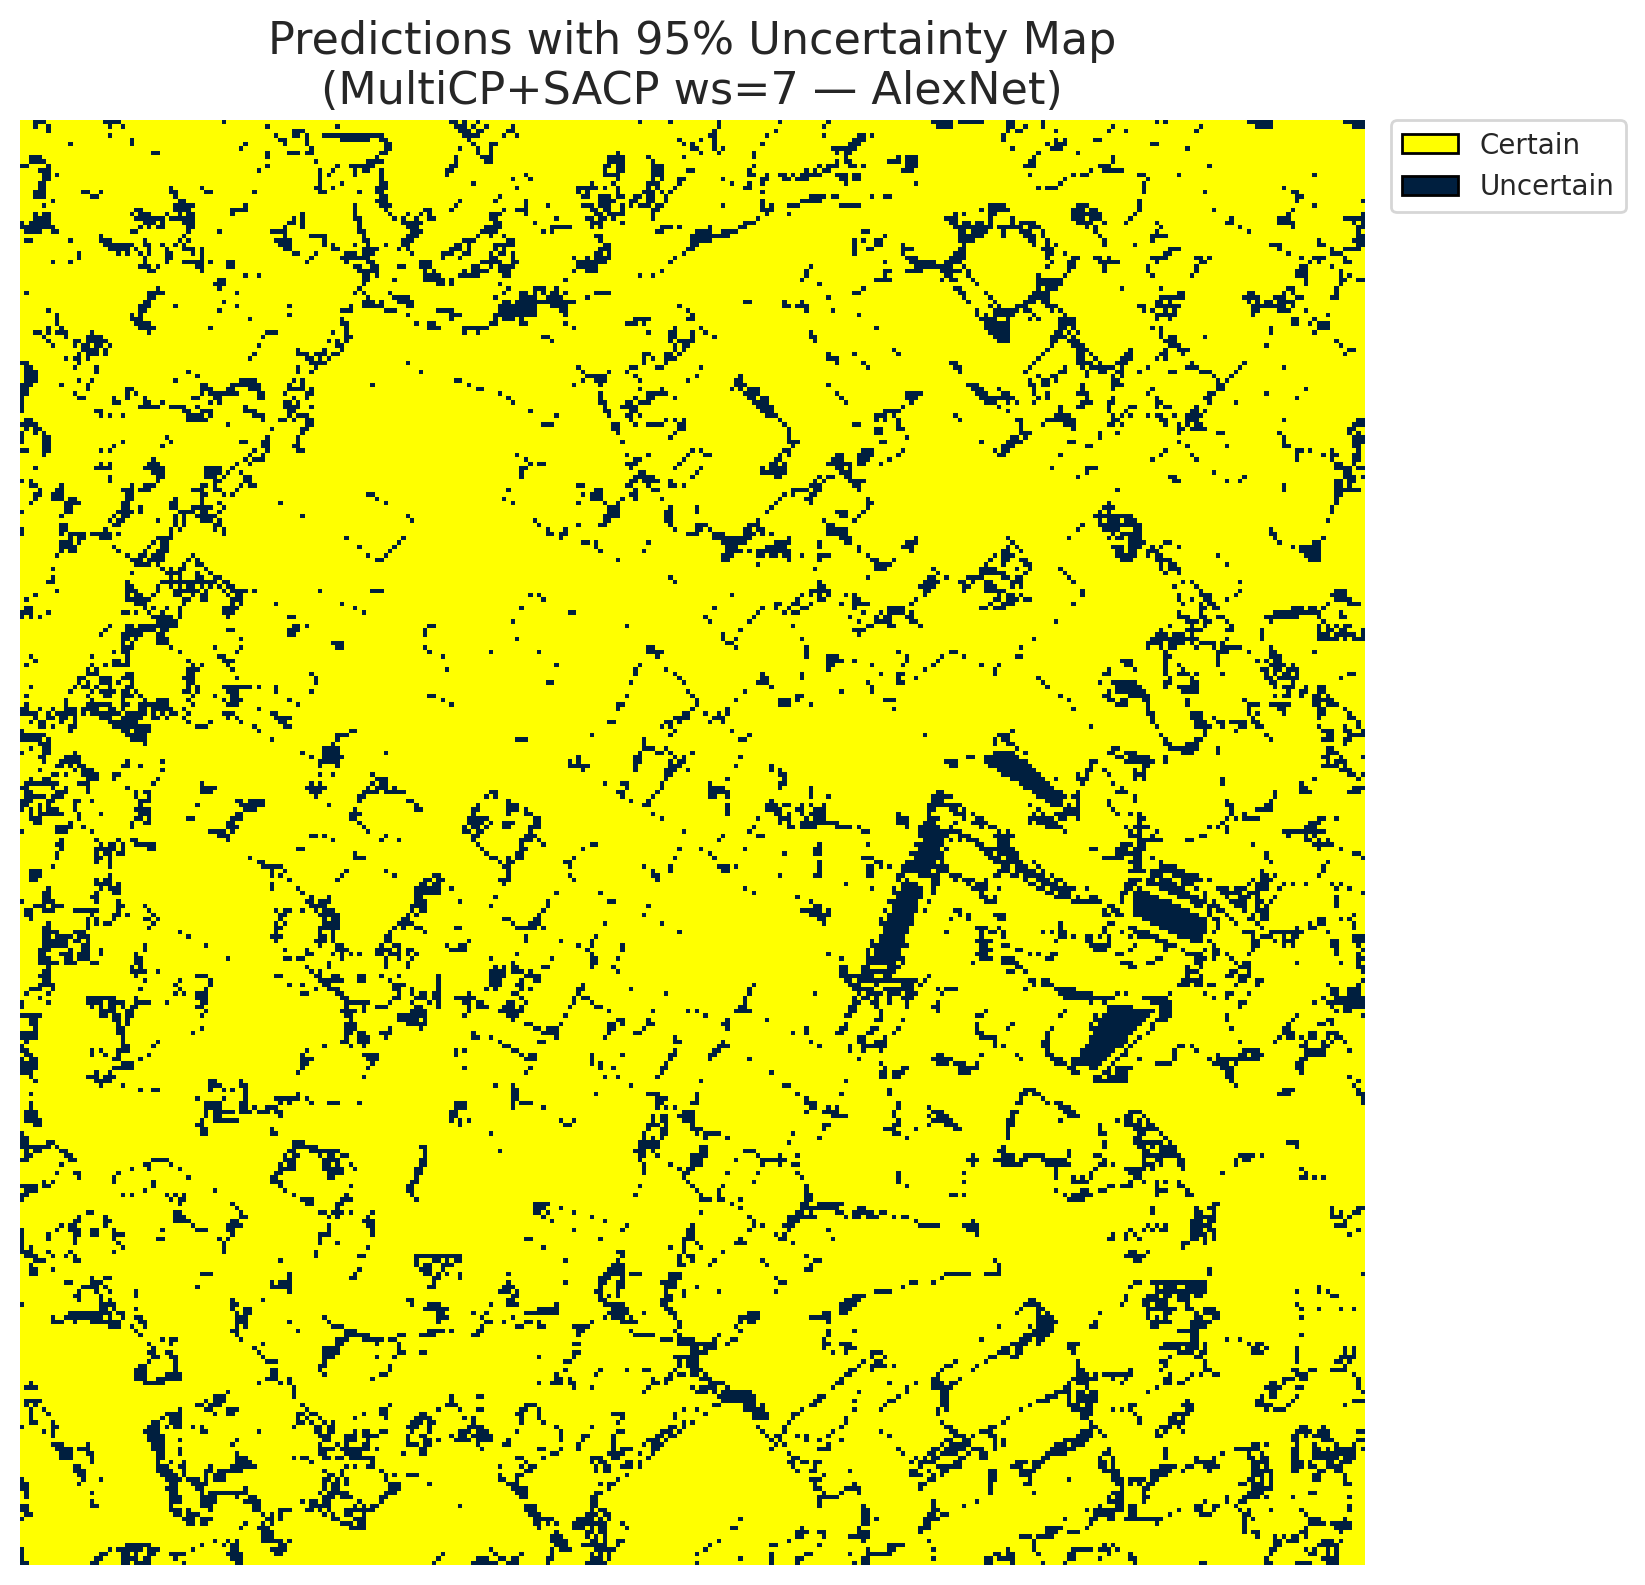 Predictions with 95% Uncertainty Map
(MultiCP+SACP ws=7 — AlexNet)
Certain
Uncertain